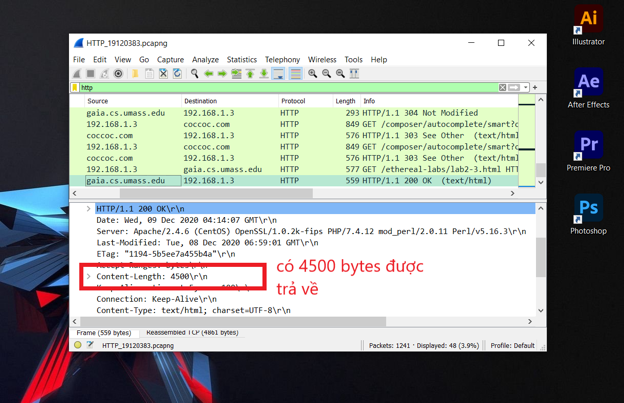 HTTP_19120383.pcapng
File Edit View Go Capture Analyze Statistics Telephony Wireless Tools Help
http
Source Destination Protocol Length Info
gaia.cs.umass.edu 192.168.1.3 HTTP 293 HTTP/1.1 304 Not Modified
192.168.1.3 coccoc.com HTTP 849 GET /composer/autocomplete/smart?c
coccoc.com 192.168.1.3 HTTP 576 HTTP/1.1 303 See Other (text/html
192.168.1.3 coccoc.com HTTP 849 GET /composer/autocomplete/smart?c
coccoc.com 192.168.1.3 HTTP 576 HTTP/1.1 303 See Other (text/html
192.168.1.3 gaia.cs.umass.edu HTTP 577 GET /ethereal-labs/lab2-3.html HTT
gaia.cs.umass.edu 192.168.1.3 HTTP 559 HTTP/1.1 200 OK (text/html)
HTTP/1.1 200 OK\r\n
Date: Wed, 09 Dec 2020 04:14:07 GMT\r\n
Server: Apache/2.4.6 (CentOS) OpenSSL/1.0.2k-fips PHP/7.4.12 mod_perl/2.0.11 Perl/v5.16.3\r\n
Last-Modified: Tue, 08 Dec 2020 06:59:01 GMT\r\n
ETag: "1194-5b5ee7a455b4a"\r\n
Accept-Ranges: bytes\r\n
Content-Length: 4500\r\n
có 4500 bytes được
trả về
Connection: Keep-Alive\r\n
Content-Type: text/html; charset=UTF-8\r\n
Frame (559 bytes) Reassembled TCP (4861 bytes)
HTTP_19120383.pcapng Packets: 1241 · Displayed: 48 (3.9%) Profile: Default
Ai
Illustrator
Ae
After Effects
Pr
Premiere Pro
Ps
Photoshop